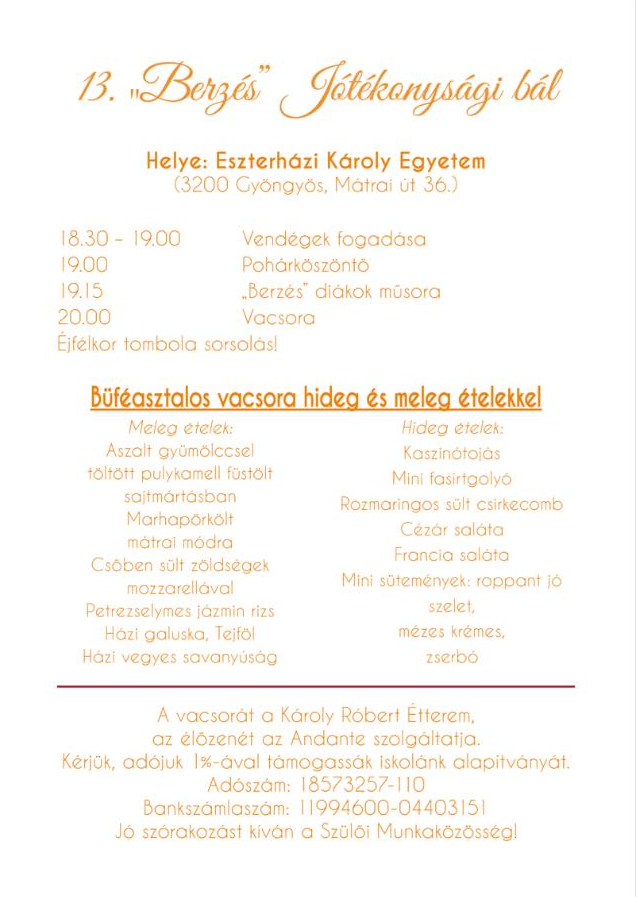 13. „Berzés” Jótékonysági bál
Helye: Eszterházi Károly Egyetem
(3200 Gyöngyös, Mátrai út 36.)
18.30 – 19.00 Vendégek fogadása
19.00 Pohárköszöntő
19.15 „Berzés” diákok műsora
20.00 Vacsora
Éjfélkor tombola sorsolás!
Büféasztalos vacsora hideg és meleg ételekkel
Meleg ételek:
Aszalt gyümölccsel
töltött pulykamell füstölt
sajtmártásban
Marhapörkölt
mátrai módra
Csőben sült zöldségek
mozzarellával
Petrezselymes jázmin rizs
Házi galuska, Tejföl
Házi vegyes savanyúság
Hideg ételek:
Kaszinótojás
Mini fasírtgolyó
Rozmaringos sült csirkecomb
Cézár saláta
Francia saláta
Mini sütemények: roppant jó
szelet,
mézes krémes,
zserbó
A vacsorát a Károly Róbert Étterem,
az élőzenét az Andante szolgáltatja.
Kérjük, adójuk 1%-ával támogassák iskolánk alapítványát.
Adószám: 18573257-110
Bankszámlaszám: 11994600-04403151
Jó szórakozást kíván a Szülői Munkaközösség!